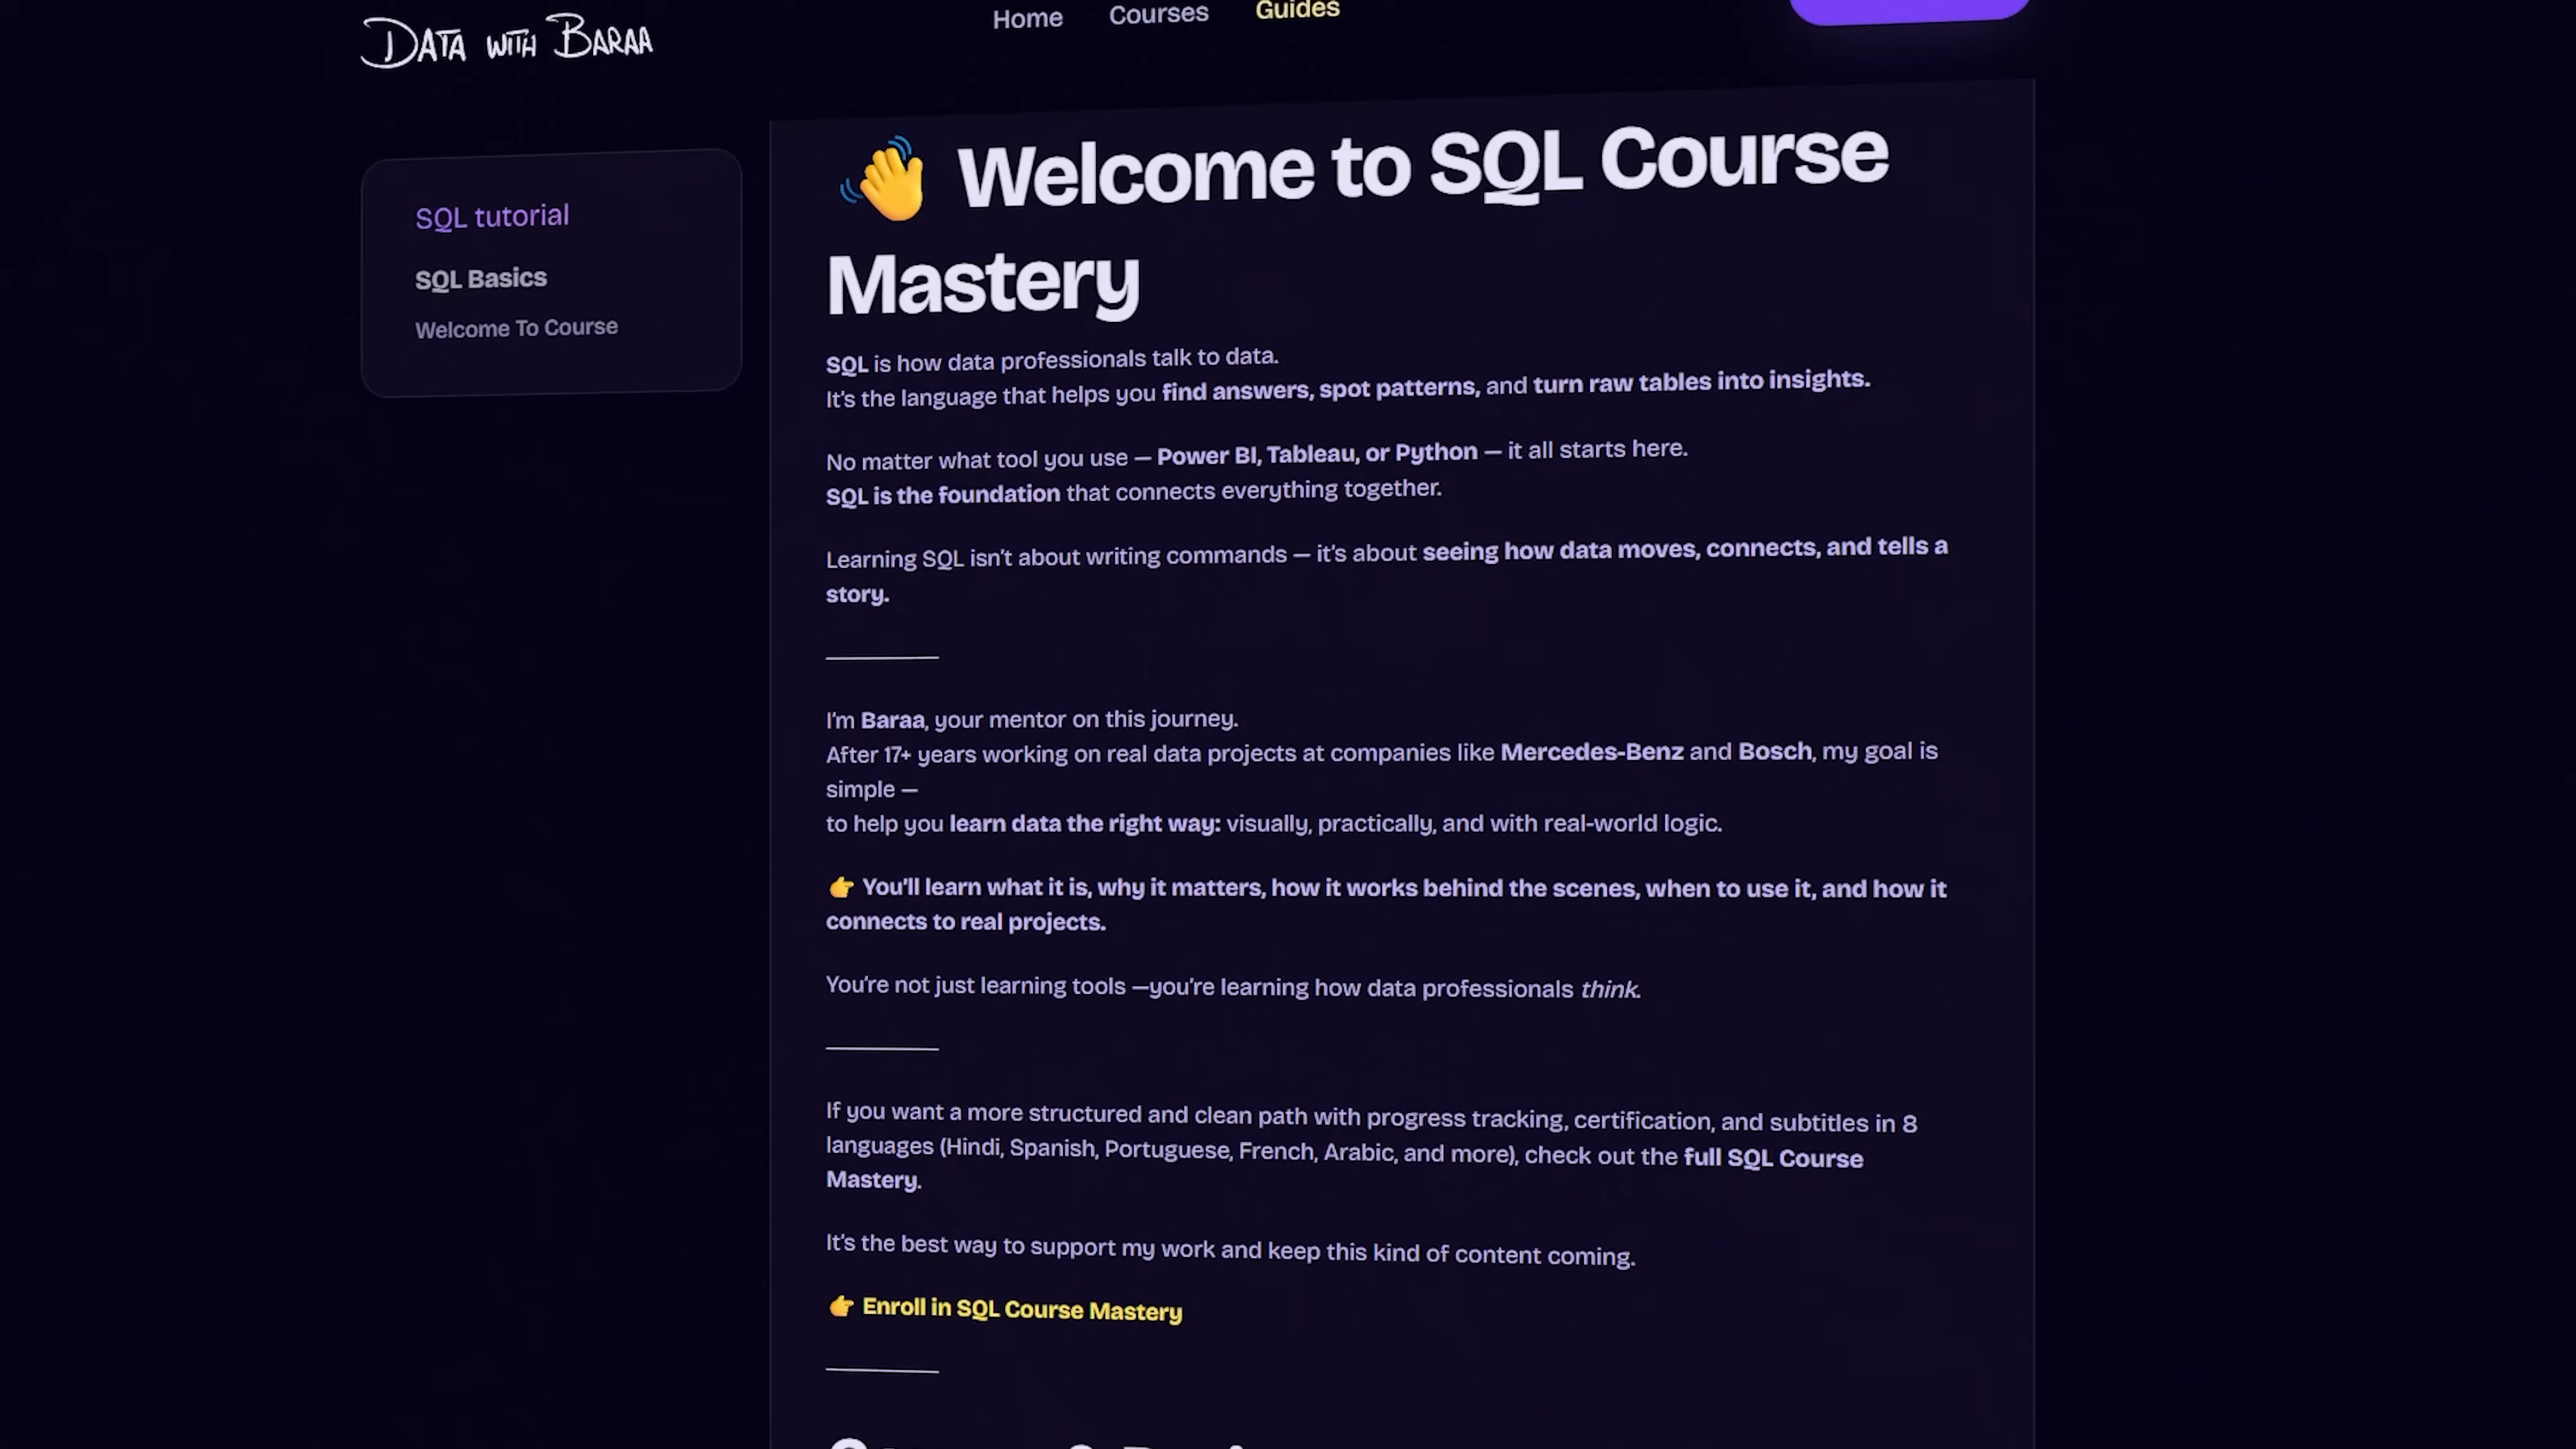 DATA WITH BARAA
Home Courses Guides
SQL tutorial
SQL Basics
Welcome To Course
👋 Welcome to SQL Course
Mastery
SQL is how data professionals talk to data.
It's the language that helps you find answers, spot patterns, and turn raw tables into insights.
No matter what tool you use — Power BI, Tableau, or Python — it all starts here.
SQL is the foundation that connects everything together.
Learning SQL isn't about writing commands — it's about seeing how data moves, connects, and tells a
story.
I'm Baraa, your mentor on this journey.
After 17+ years working on real data projects at companies like Mercedes-Benz and Bosch, my goal is
simple —
to help you learn data the right way: visually, practically, and with real-world logic.
👉 You'll learn what it is, why it matters, how it works behind the scenes, when to use it, and how it
connects to real projects.
You're not just learning tools —you're learning how data professionals think.
If you want a more structured and clean path with progress tracking, certification, and subtitles in 8
languages (Hindi, Spanish, Portuguese, French, Arabic, and more), check out the full SQL Course
Mastery.
It's the best way to support my work and keep this kind of content coming.
👉 Enroll in SQL Course Mastery